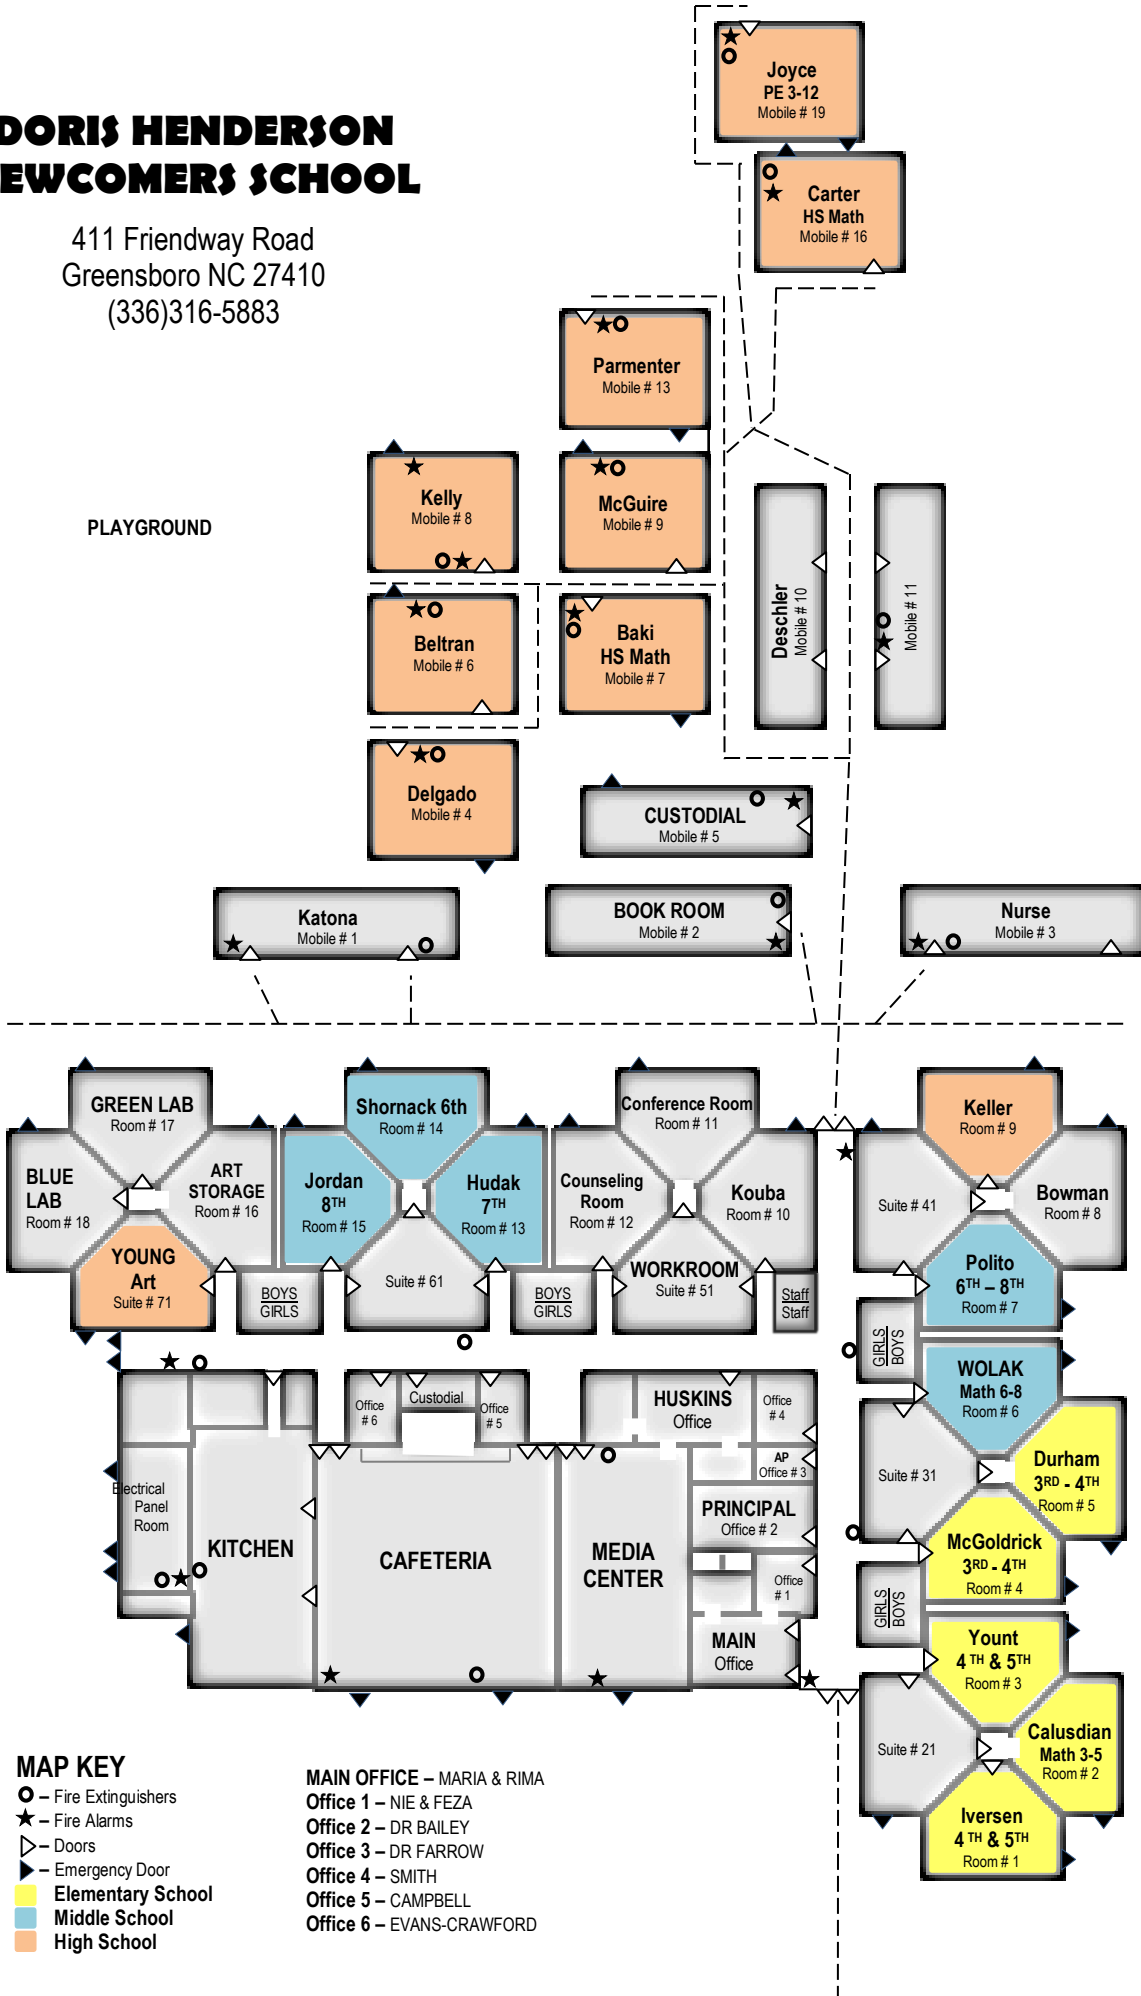 DORIS HENDERSON
EWCOMERS SCHOOL
411 Friendway Road
Greensboro NC 27410
(336)316-5883
Joyce
PE 3-12
Mobile # 19
Carter
HS Math
Mobile # 16
Parmenter
Mobile # 13
Kelly
Mobile # 8
McGuire
Mobile # 9
PLAYGROUND
Beltran
Mobile # 6
Baki
HS Math
Mobile # 7
Deschler
Mobile # 10
Mobile # 11
Delgado
Mobile # 4
CUSTODIAL
Mobile # 5
Katona
Mobile # 1
BOOK ROOM
Mobile # 2
Nurse
Mobile # 3
GREEN LAB
Room # 17
BLUE
LAB
Room # 18
ART
STORAGE
Room # 16
YOUNG
Art
Suite # 71
BOYS
GIRLS
Shornack 6th
Room # 14
Jordan
8TH
Room # 15
Hudak
7TH
Room # 13
Suite # 61
BOYS
GIRLS
Conference Room
Room # 11
Counseling
Room
Room # 12
Kouba
Room # 10
WORKROOM
Suite # 51
Staff
Staff
Keller
Room # 9
Suite # 41
Bowman
Room # 8
Polito
6TH – 8TH
Room # 7
GIRLS
BOYS
WOLAK
Math 6-8
Room # 6
Suite # 31
Durham
3RD - 4TH
Room # 5
McGoldrick
3RD - 4TH
Room # 4
GIRLS
BOYS
Yount
4 TH & 5TH
Room # 3
Suite # 21
Calusdian
Math 3-5
Room # 2
Iversen
4 TH & 5TH
Room # 1
Office
# 6
Custodial
Office
# 5
HUSKINS
Office
Office
# 4
AP
Office # 3
PRINCIPAL
Office # 2
Office
# 1
MAIN
Office
Electrical
Panel
Room
KITCHEN
CAFETERIA
MEDIA
CENTER
MAP KEY
– Fire Extinguishers
– Fire Alarms
– Doors
– Emergency Door
Elementary School
Middle School
High School
MAIN OFFICE – MARIA & RIMA
Office 1 – NIE & FEZA
Office 2 – DR BAILEY
Office 3 – DR FARROW
Office 4 – SMITH
Office 5 – CAMPBELL
Office 6 – EVANS-CRAWFORD